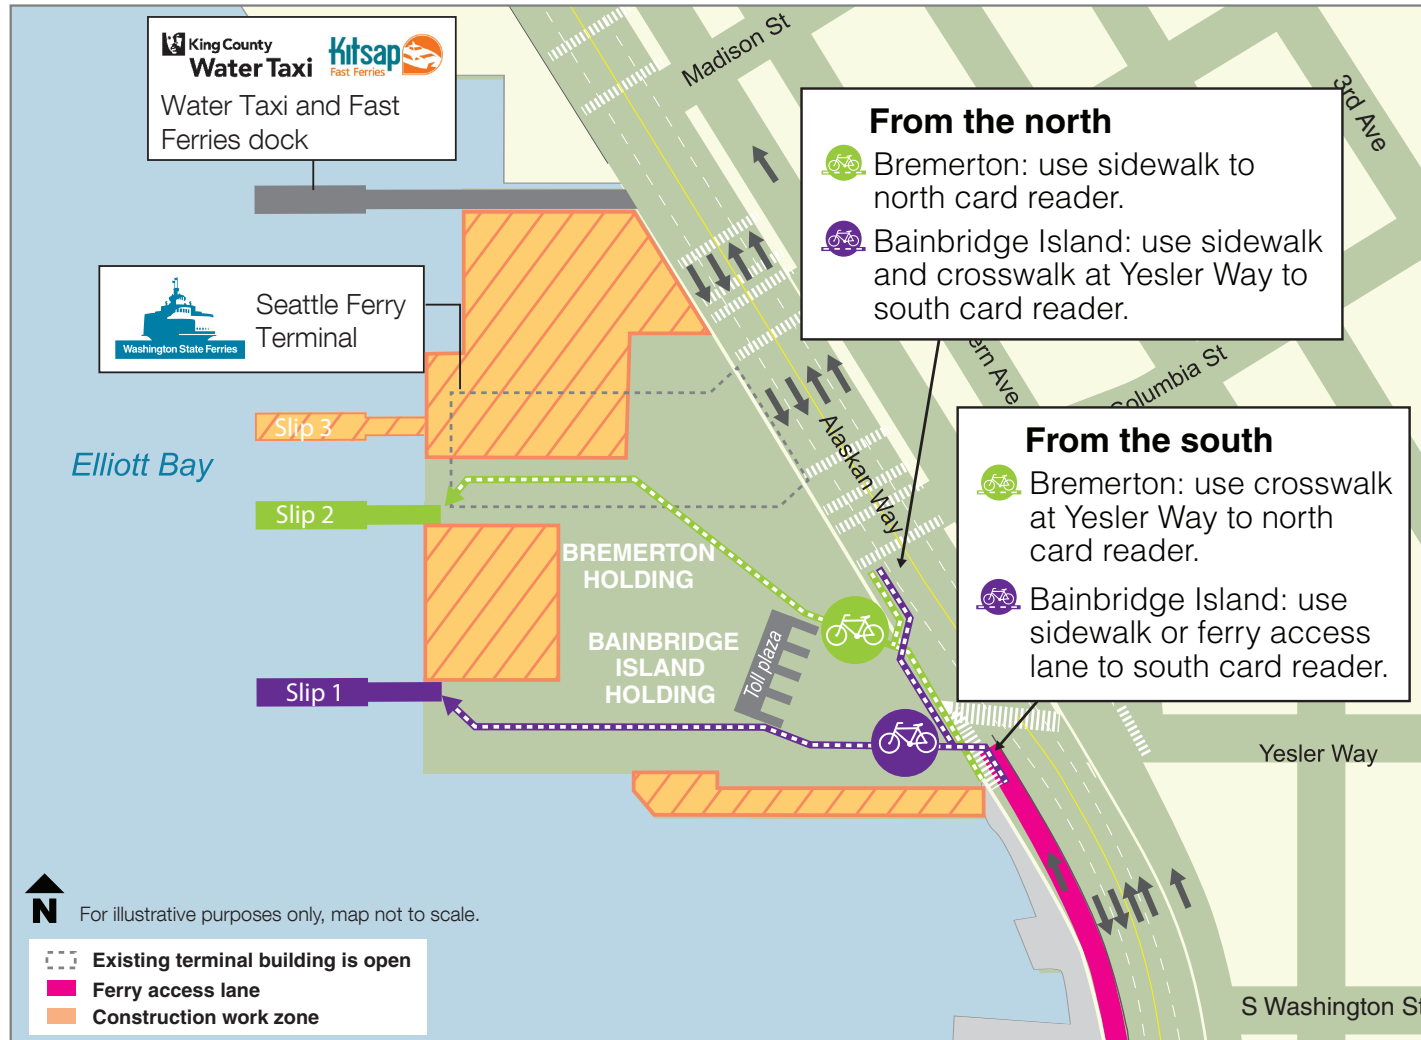 King County
Water Taxi
Kitsap
Fast Ferries
Water Taxi and Fast
Ferries dock
Madison St
3rd Ave
From the north
Bremerton: use sidewalk to
north card reader.
Bainbridge Island: use sidewalk
and crosswalk at Yesler Way to
south card reader.
Washington State Ferries
Seattle Ferry
Terminal
ern Ave
Columbia St
Slip 3
Elliott Bay
Alaskan Way
From the south
Bremerton: use crosswalk
at Yesler Way to north
card reader.
Bainbridge Island: use
sidewalk or ferry access
lane to south card reader.
Slip 2
BREMERTON
HOLDING
BAINBRIDGE
ISLAND
HOLDING
Toll plaza
Slip 1
Yesler Way
N
For illustrative purposes only, map not to scale.
Existing terminal building is open
Ferry access lane
Construction work zone
S Washington St